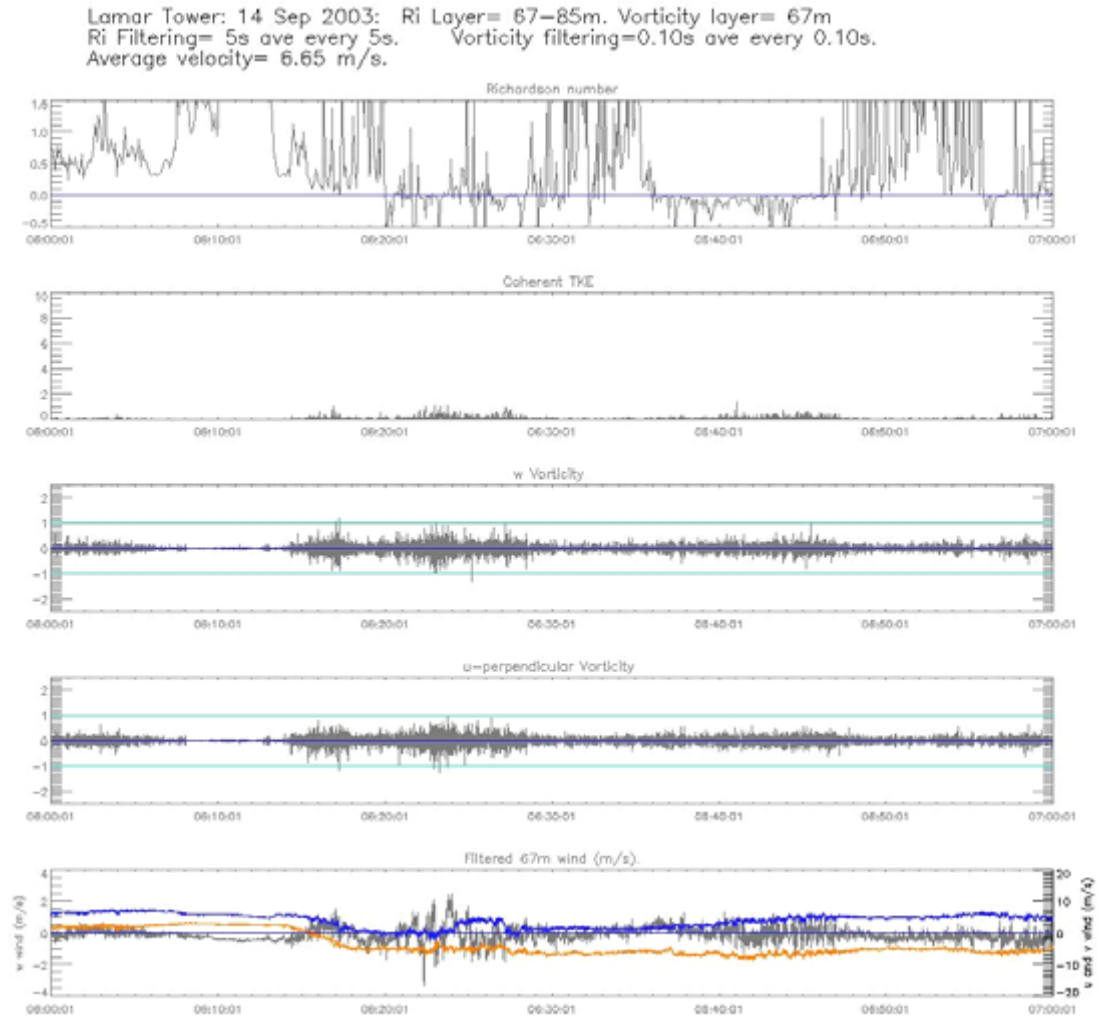 Lamar Tower: 14 Sep 2003: Ri Layer= 67-85m. Vorticity layer= 67m
Ri Filtering= 5s ave every 5s. Vorticity filtering=0.10s ave every 0.10s.
Average velocity= 6.65 m/s.
Richardson number
1.5
1.0
0.5
0.0
-0.5
06:00:01 06:10:01 06:20:01 06:30:01 06:40:01 06:50:01 07:00:01
Coherent TKE
10
8
6
4
2
0
06:00:01 06:10:01 06:20:01 06:30:01 06:40:01 06:50:01 07:00:01
w Vorticity
2
1
0
-1
-2
06:00:01 06:10:01 06:20:01 06:30:01 06:40:01 06:50:01 07:00:01
u-perpendicular Vorticity
2
1
0
-1
-2
06:00:01 06:10:01 06:20:01 06:30:01 06:40:01 06:50:01 07:00:01
Filtered 67m wind (m/s).
w wind (m/s)
4
2
0
-2
-4
20
10
0
-10
-20
u and v wind (m/s)
06:00:01 06:10:01 06:20:01 06:30:01 06:40:01 06:50:01 07:00:01